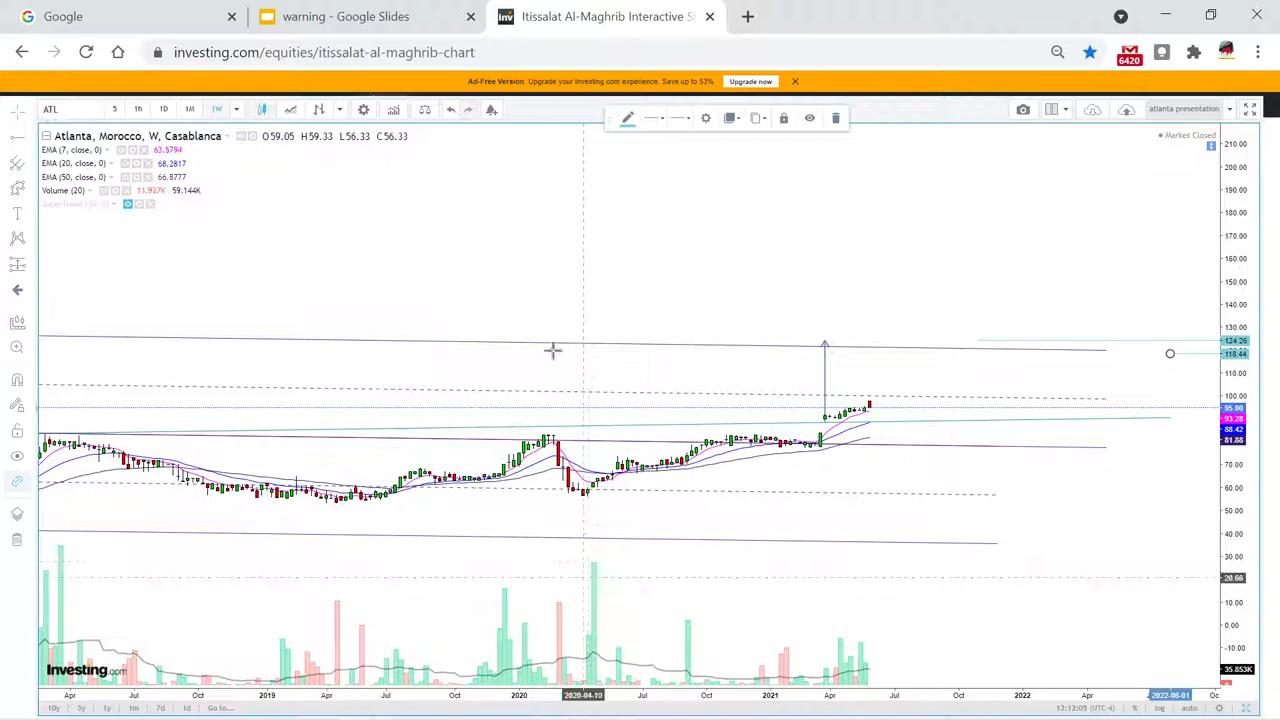 Google
warning - Google Slides
Itissalat Al-Maghrib Interactive S
investing.com/equities/itissalat-al-maghrib-chart
6420
Ad-Free Version. Upgrade your Investing.com experience. Save up to 53% Upgrade now
ATL 5 1h 1D 1M 1W
atlanta presentation
Atlanta, Morocco, W, Casablanca O59.05 H59.33 L56.33 C56.33
Market Closed
EMA (7, close, 0) 63.5794
EMA (20, close, 0) 68.2817
EMA (50, close, 0) 66.8777
Volume (20) 11.927K 59.144K
210.00
200.00
190.00
180.00
170.00
160.00
150.00
140.00
130.00
124.26
118.44
110.00
100.00
95.00
93.28
88.42
81.88
70.00
60.00
50.00
40.00
30.00
20.66
10.00
0.00
-10.00
35.853K
Investing.com
Apr Jul Oct 2019 Apr Jul Oct 2020 2020-04-19 Jul Oct 2021 Apr Jul Oct 2022 Apr 2022-08-01 Oc
10y 3y 1y 1m 7d 1d Go to... 12:12:05 (UTC-4) % log auto